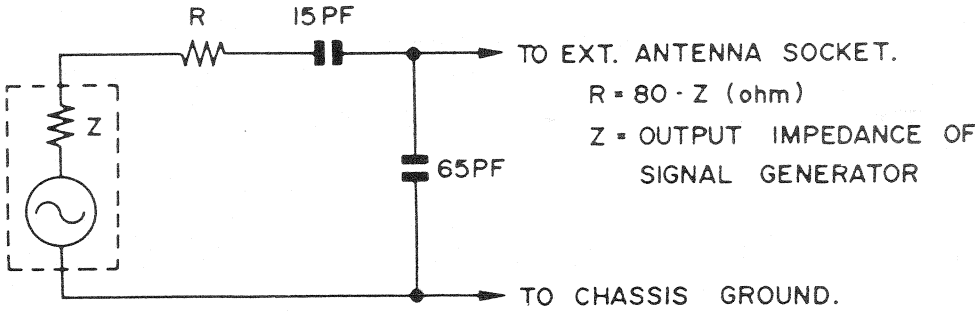 R
15PF
TO EXT. ANTENNA SOCKET.
R = 80 - Z (ohm)
Z
Z = OUTPUT IMPEDANCE OF
SIGNAL GENERATOR
65PF
TO CHASSIS GROUND.